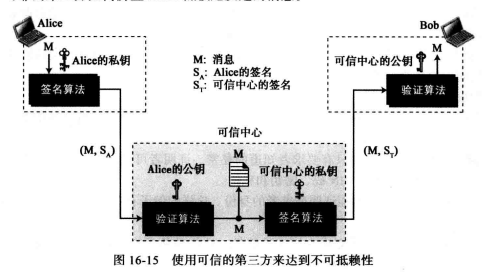 Alice
Bob
M
Alice的私钥
签名算法
M: 消息
S_A: Alice的签名
S_T: 可信中心的签名
可信中心的公钥
M
验证算法
(M, S_A)
可信中心
(M, S_T)
Alice的公钥
M
可信中心的私钥
验证算法
M
签名算法
图 16-15 使用可信的第三方来达到不可抵赖性